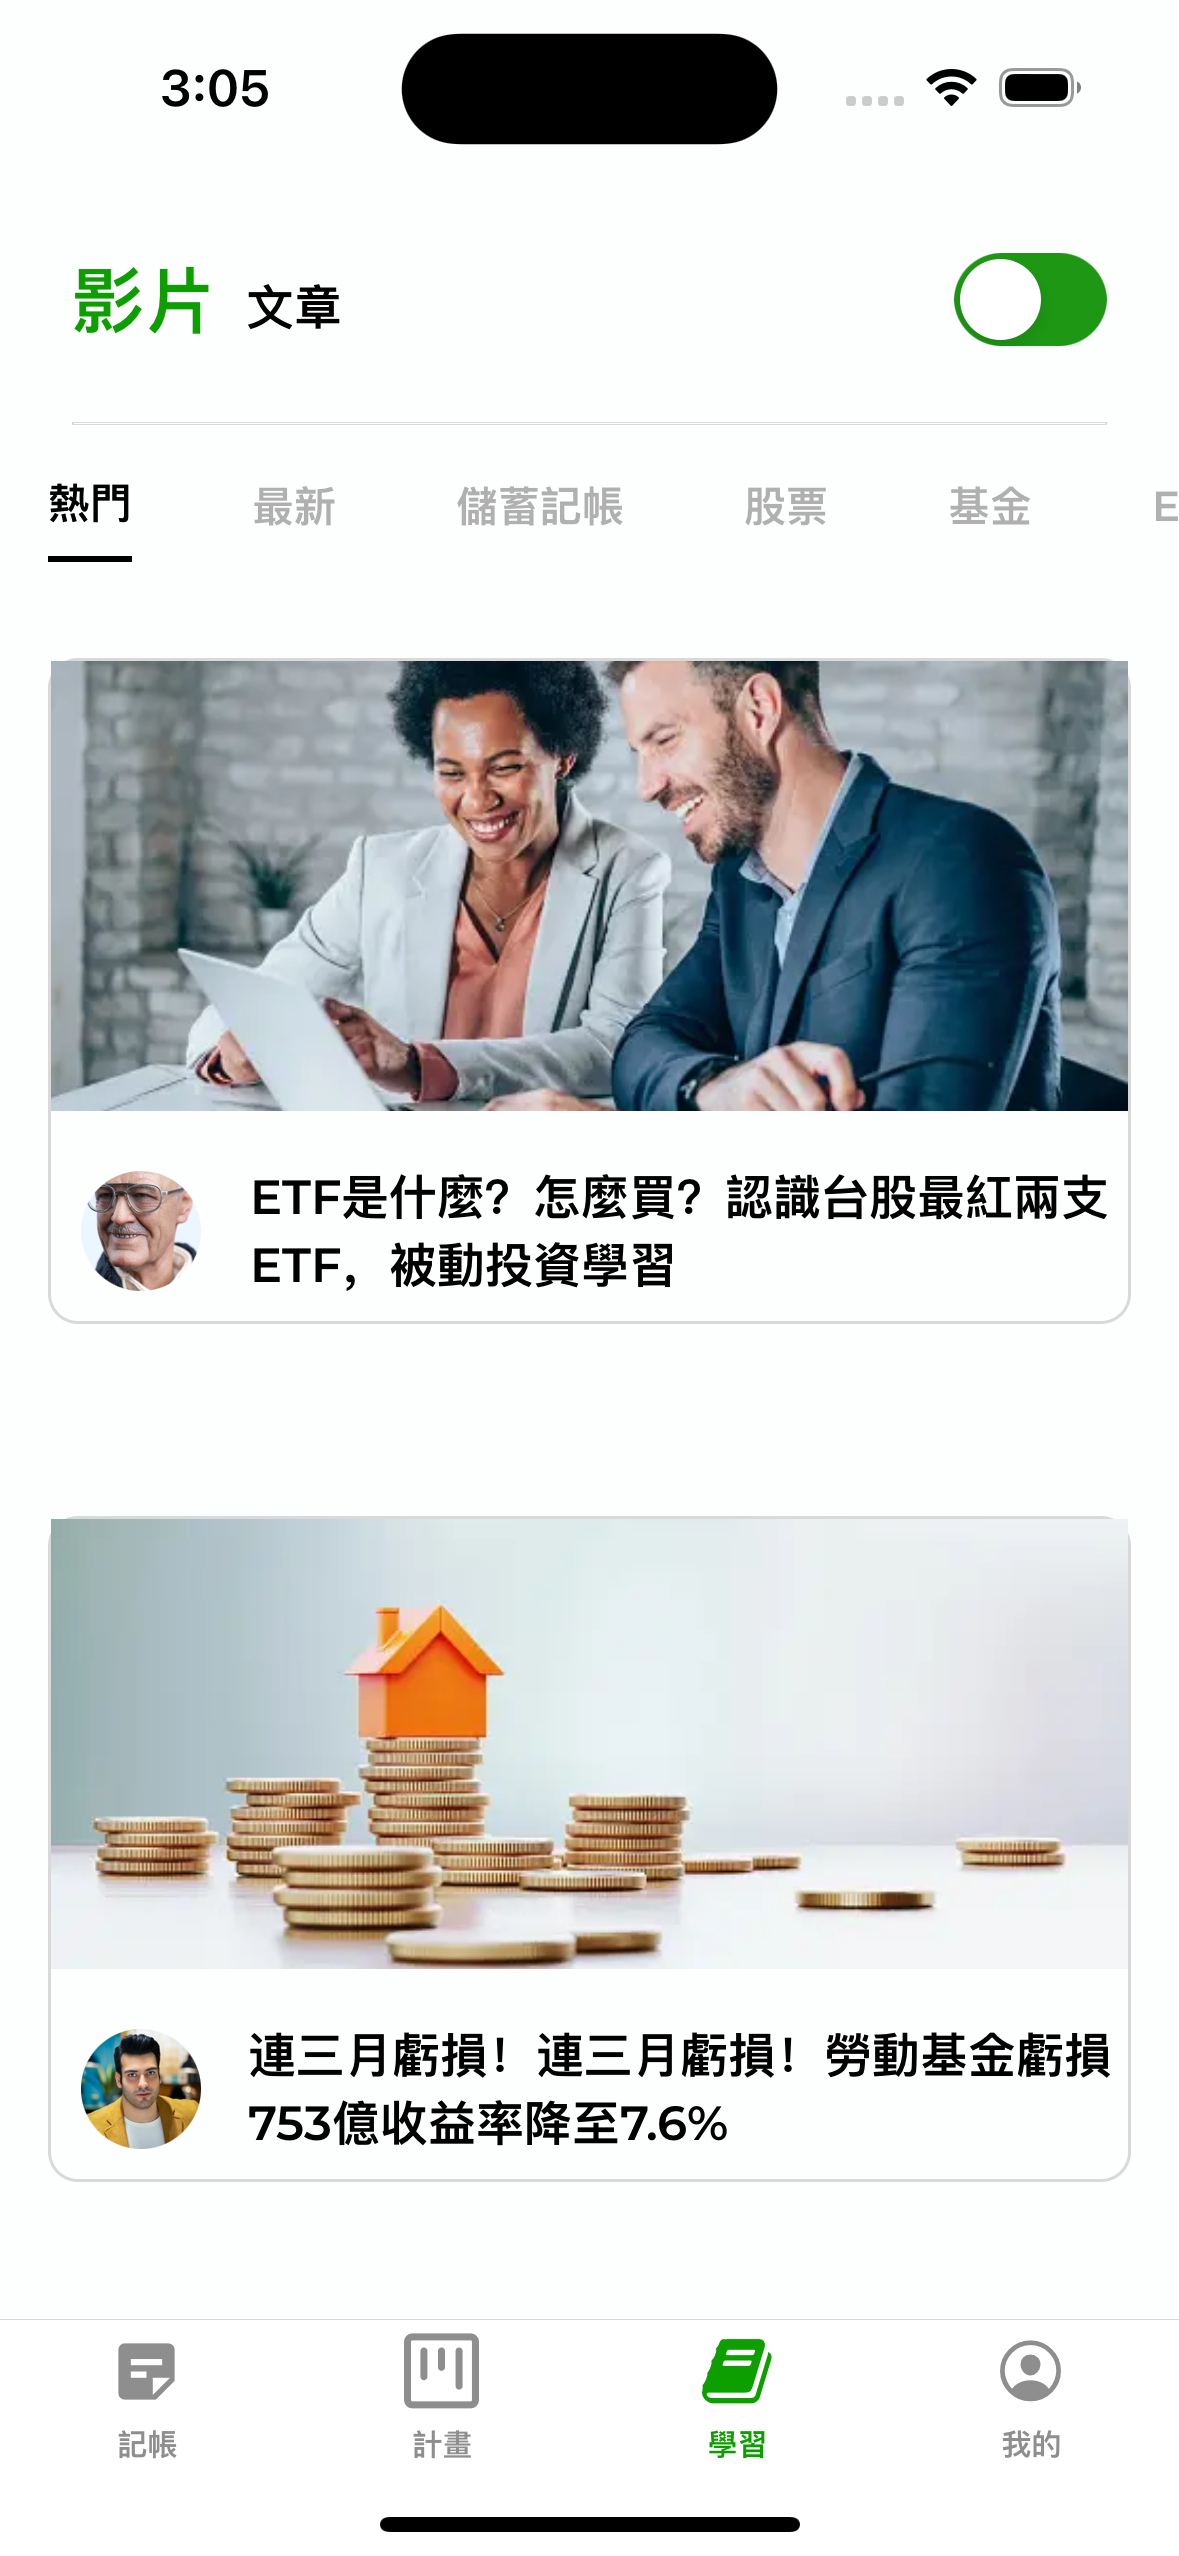 3:05
影片 文章
熱門 最新 儲蓄記帳 股票 基金 E
ETF是什麼？怎麼買？認識台股最紅兩支
ETF，被動投資學習
連三月虧損！連三月虧損！勞動基金虧損
753億收益率降至7.6%
記帳 計畫 學習 我的